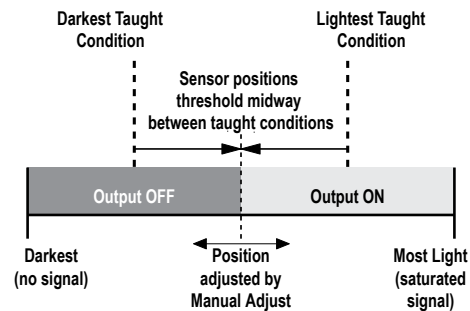 Darkest Taught
Condition
Lightest Taught
Condition
Sensor positions
threshold midway
between taught conditions
Output OFF
Output ON
Darkest
(no signal)
Position
adjusted by
Manual Adjust
Most Light
(saturated
signal)